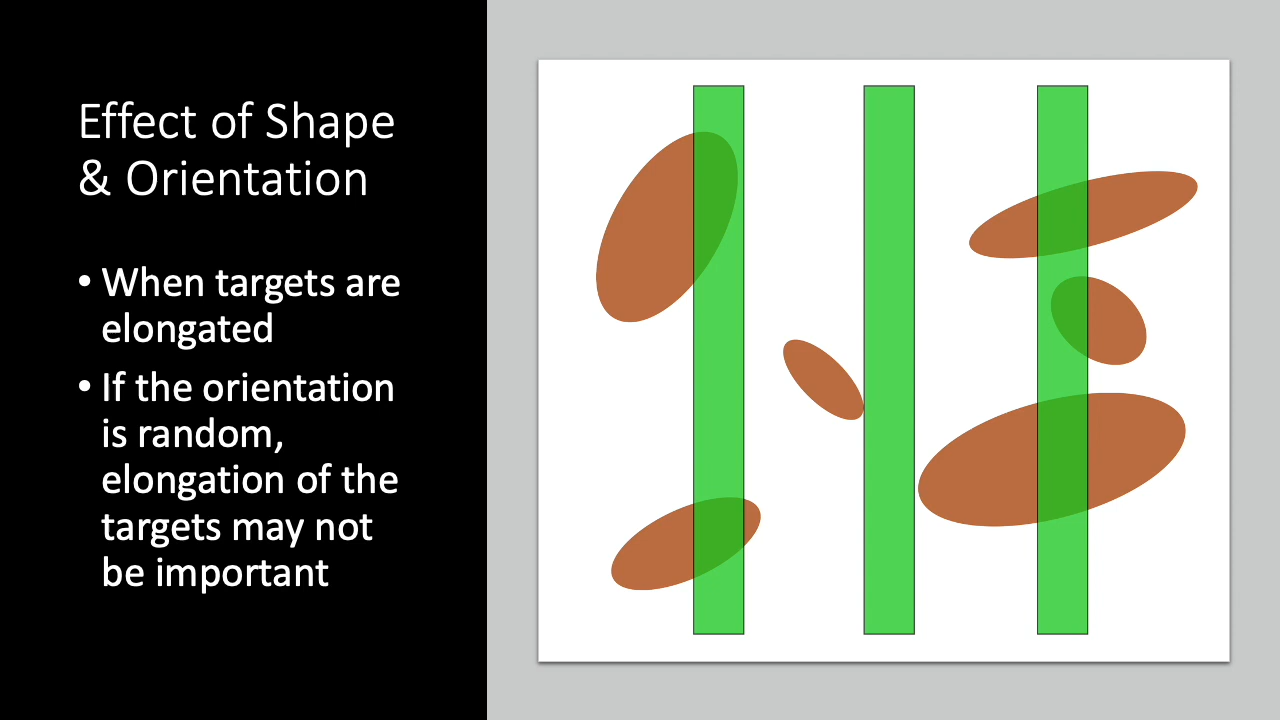 Effect of Shape
& Orientation
• When targets are
elongated
• If the orientation
is random,
elongation of the
targets may not
be important